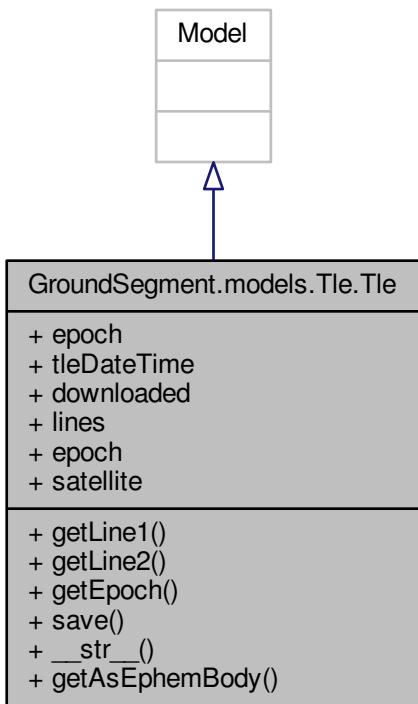 Model
GroundSegment.models.Tle.Tle
+ epoch
+ tleDateTime
+ downloaded
+ lines
+ epoch
+ satellite
+ getLine1()
+ getLine2()
+ getEpoch()
+ save()
+ __str__()
+ getAsEphemBody()